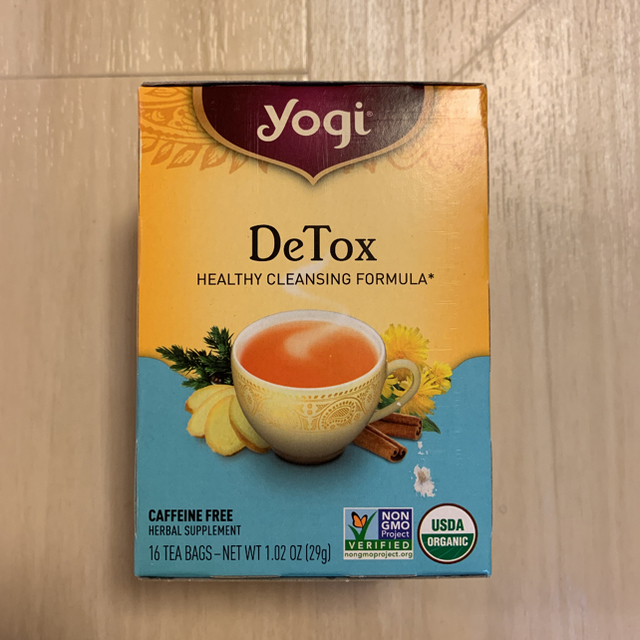 yogi®
DeTox
HEALTHY CLEANSING FORMULA*
CAFFEINE FREE
HERBAL SUPPLEMENT
16 TEA BAGS – NET WT 1.02 OZ (29g)
NON
GMO
Project
VERIFIED
nongmoproject.org
USDA
ORGANIC